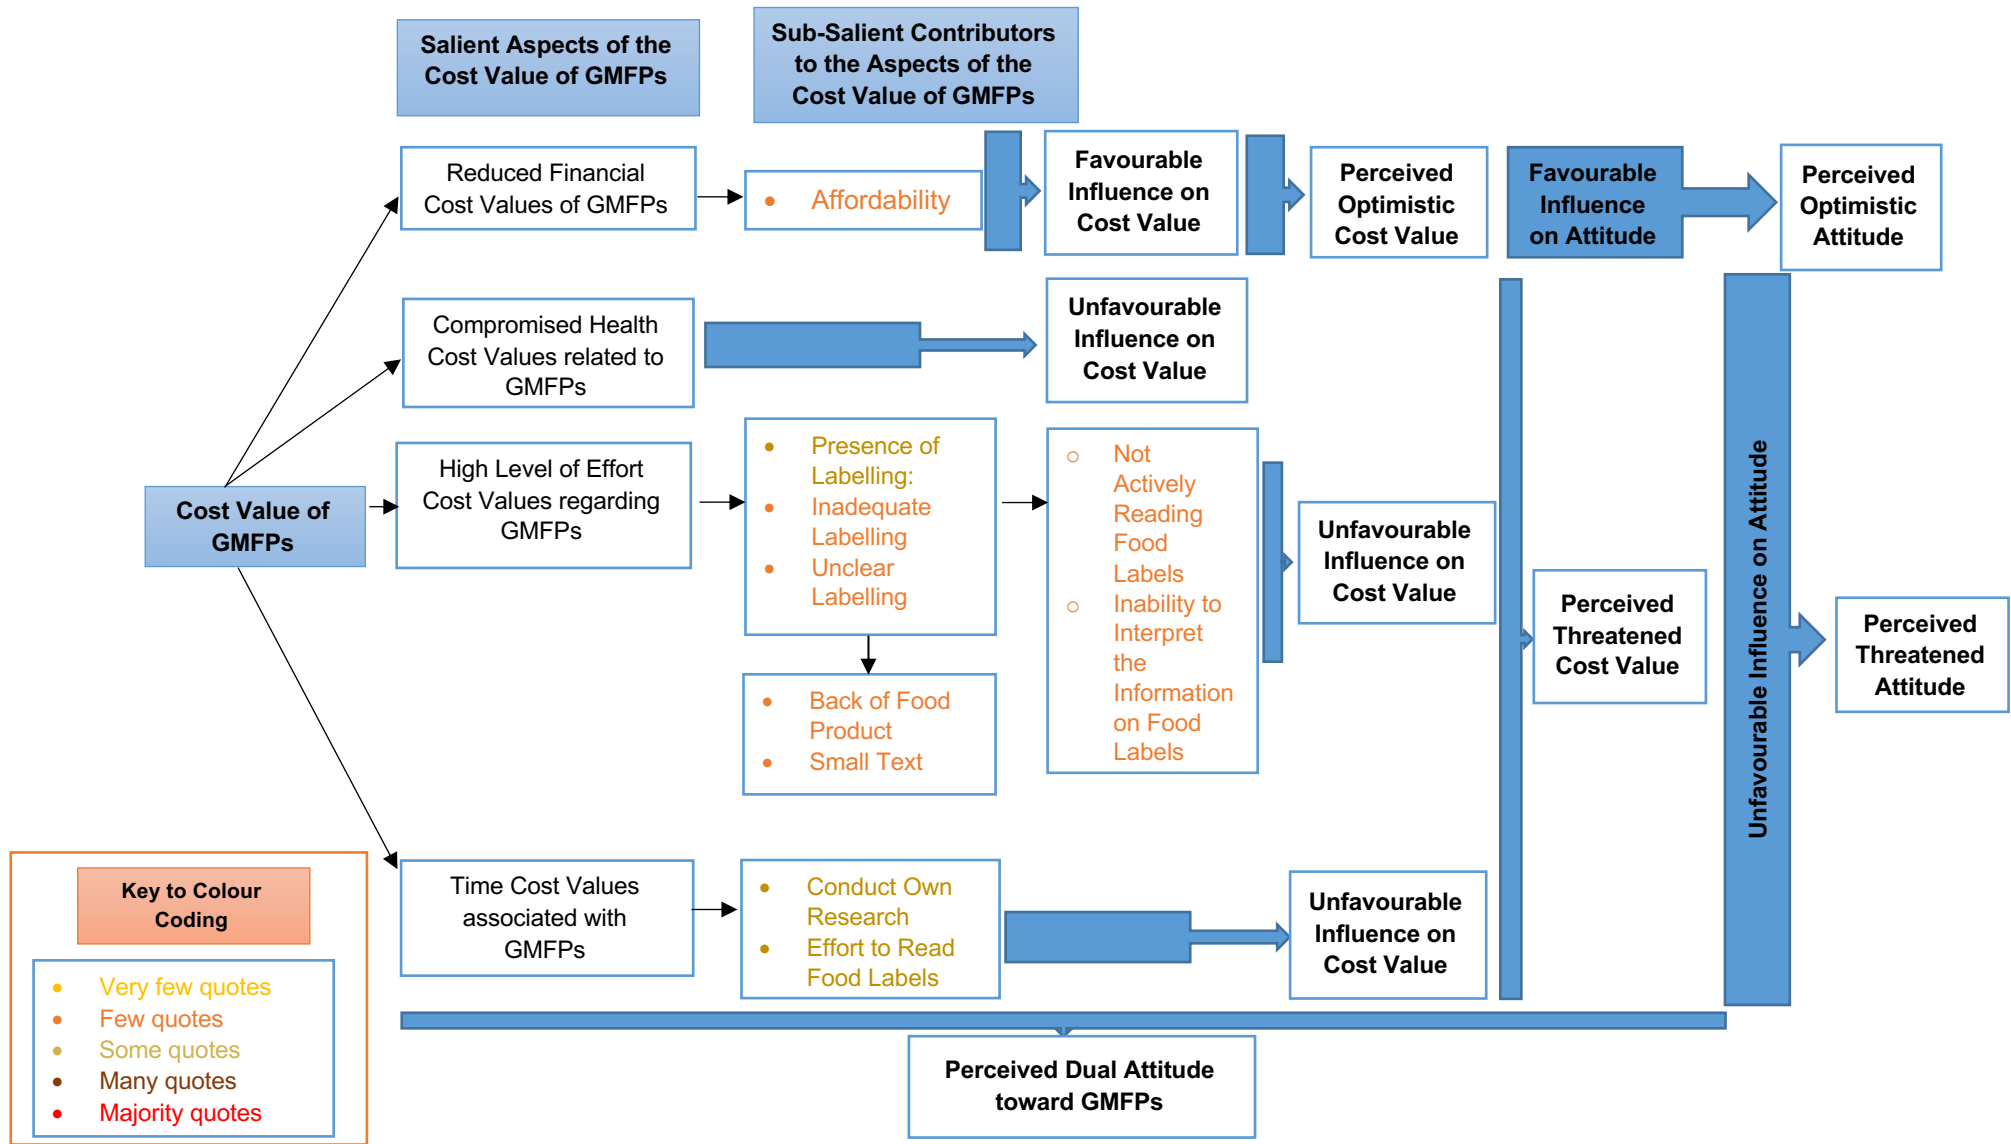 Salient Aspects of the
Cost Value of GMFPs
Sub-Salient Contributors
to the Aspects of the
Cost Value of GMFPs
Reduced Financial
Cost Values of GMFPs
• Affordability
Favourable
Influence on
Cost Value
Perceived
Optimistic
Cost Value
Favourable
Influence
on Attitude
Perceived
Optimistic
Attitude
Compromised Health
Cost Values related to
GMFPs
Unfavourable
Influence on
Cost Value
Cost Value of
GMFPs
High Level of Effort
Cost Values regarding
GMFPs
• Presence of
Labelling:
• Inadequate
Labelling
• Unclear
Labelling
• Back of Food
Product
• Small Text
o Not
Actively
Reading
Food
Labels
o Inability to
Interpret
the
Information
on Food
Labels
Unfavourable
Influence on
Cost Value
Perceived
Threatened
Cost Value
Unfavourable Influence on Attitude
Perceived
Threatened
Attitude
Time Cost Values
associated with
GMFPs
• Conduct Own
Research
• Effort to Read
Food Labels
Unfavourable
Influence on
Cost Value
Perceived Dual Attitude
toward GMFPs
Key to Colour
Coding
• Very few quotes
• Few quotes
• Some quotes
• Many quotes
• Majority quotes